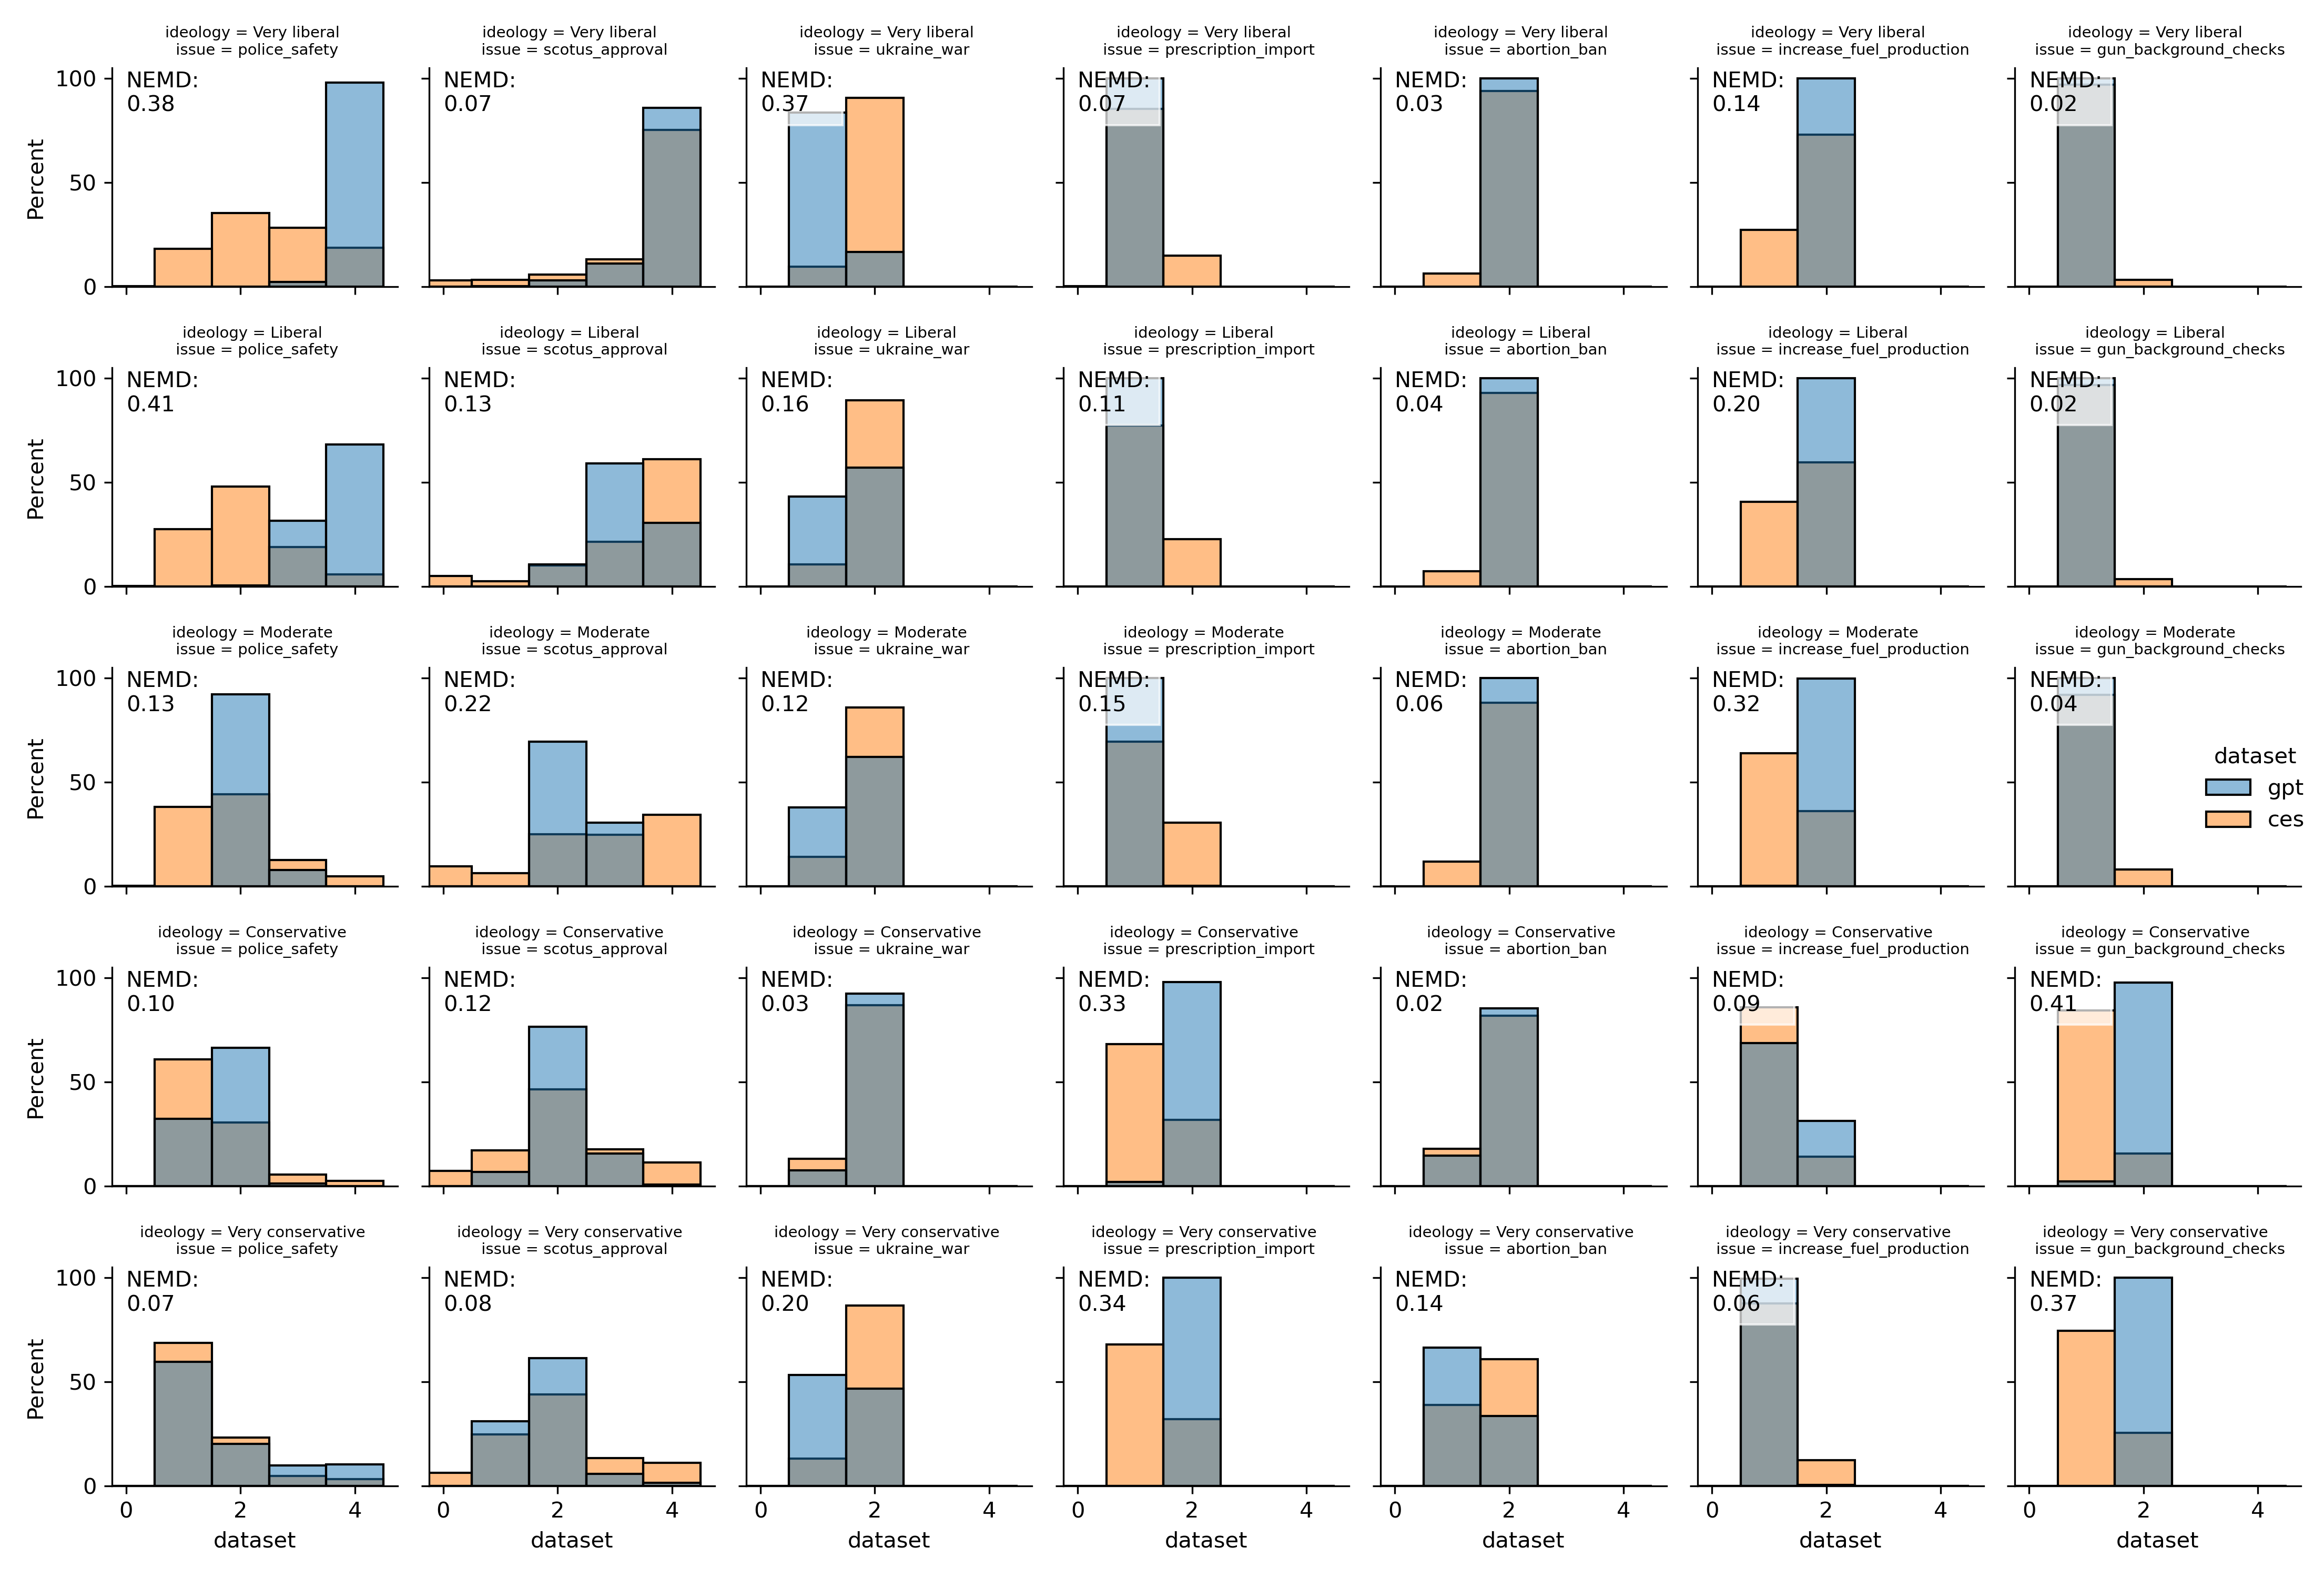 ideology = Very liberal
issue = police_safety
ideology = Very liberal
issue = scotus_approval
ideology = Very liberal
issue = ukraine_war
ideology = Very liberal
issue = prescription_import
ideology = Very liberal
issue = abortion_ban
ideology = Very liberal
issue = increase_fuel_production
ideology = Very liberal
issue = gun_background_checks
Percent
100
50
0
NEMD:
0.38
NEMD:
0.07
NEMD:
0.37
NEMD:
0.07
NEMD:
0.03
NEMD:
0.14
NEMD:
0.02
ideology = Liberal
issue = police_safety
ideology = Liberal
issue = scotus_approval
ideology = Liberal
issue = ukraine_war
ideology = Liberal
issue = prescription_import
ideology = Liberal
issue = abortion_ban
ideology = Liberal
issue = increase_fuel_production
ideology = Liberal
issue = gun_background_checks
Percent
100
50
0
NEMD:
0.41
NEMD:
0.13
NEMD:
0.16
NEMD:
0.11
NEMD:
0.04
NEMD:
0.20
NEMD:
0.02
ideology = Moderate
issue = police_safety
ideology = Moderate
issue = scotus_approval
ideology = Moderate
issue = ukraine_war
ideology = Moderate
issue = prescription_import
ideology = Moderate
issue = abortion_ban
ideology = Moderate
issue = increase_fuel_production
ideology = Moderate
issue = gun_background_checks
Percent
100
50
0
NEMD:
0.13
NEMD:
0.22
NEMD:
0.12
NEMD:
0.15
NEMD:
0.06
NEMD:
0.32
NEMD:
0.04
dataset
gpt
ces
ideology = Conservative
issue = police_safety
ideology = Conservative
issue = scotus_approval
ideology = Conservative
issue = ukraine_war
ideology = Conservative
issue = prescription_import
ideology = Conservative
issue = abortion_ban
ideology = Conservative
issue = increase_fuel_production
ideology = Conservative
issue = gun_background_checks
Percent
100
50
0
NEMD:
0.10
NEMD:
0.12
NEMD:
0.03
NEMD:
0.33
NEMD:
0.02
NEMD:
0.09
NEMD:
0.41
ideology = Very conservative
issue = police_safety
ideology = Very conservative
issue = scotus_approval
ideology = Very conservative
issue = ukraine_war
ideology = Very conservative
issue = prescription_import
ideology = Very conservative
issue = abortion_ban
ideology = Very conservative
issue = increase_fuel_production
ideology = Very conservative
issue = gun_background_checks
Percent
100
50
0
NEMD:
0.07
NEMD:
0.08
NEMD:
0.20
NEMD:
0.34
NEMD:
0.14
NEMD:
0.06
NEMD:
0.37
0 2 4
0 2 4
0 2 4
0 2 4
0 2 4
0 2 4
0 2 4
dataset
dataset
dataset
dataset
dataset
dataset
dataset